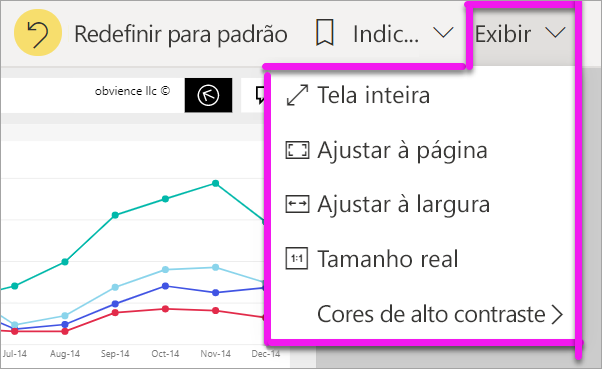 Redefinir para padrão Indic... Exibir
obvience llc ©
Tela inteira
Ajustar à página
Ajustar à largura
1:1 Tamanho real
Cores de alto contraste
Jul-14 Aug-14 Sep-14 Oct-14 Nov-14 Dec-14